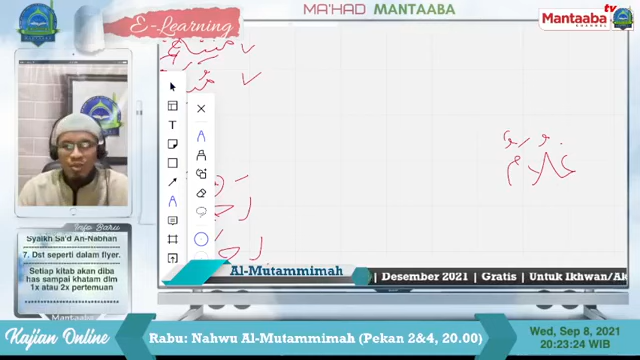 MA'HAD MANTAABA
E-Learning
Mantaaba
tv
غلام
Info Baru
Syaikh Sa'd An-Nabhan
7. Dst seperti dalam flyer.
Setiap kitab akan diba
has sampai khatam dlm
1x atau 2x pertemuan
Al-Mutammimah
| Desember 2021 | Gratis | Untuk Ikhwan/Ak
Kajian Online
Rabu: Nahwu Al-Mutammimah (Pekan 2&4, 20.00)
Wed, Sep 8, 2021
20:23:24 WIB